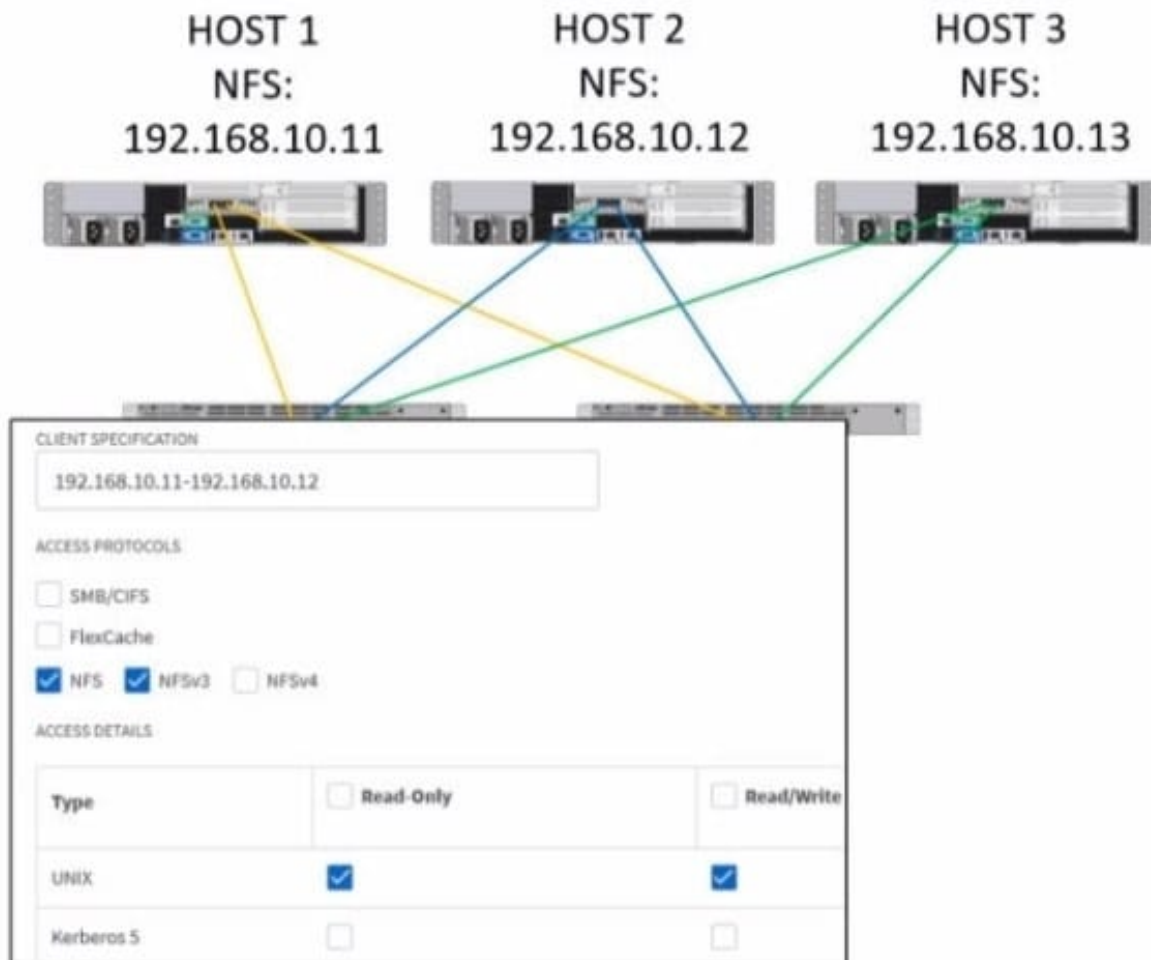 HOST 1
NFS:
192.168.10.11
HOST 2
NFS:
192.168.10.12
HOST 3
NFS:
192.168.10.13
CLIENT SPECIFICATION
192.168.10.11-192.168.10.12
ACCESS PROTOCOLS
SMB/CIFS
FlexCache
NFS NFSv3 NFSv4
ACCESS DETAILS
Type Read-Only Read/Write
UNIX
Kerberos 5